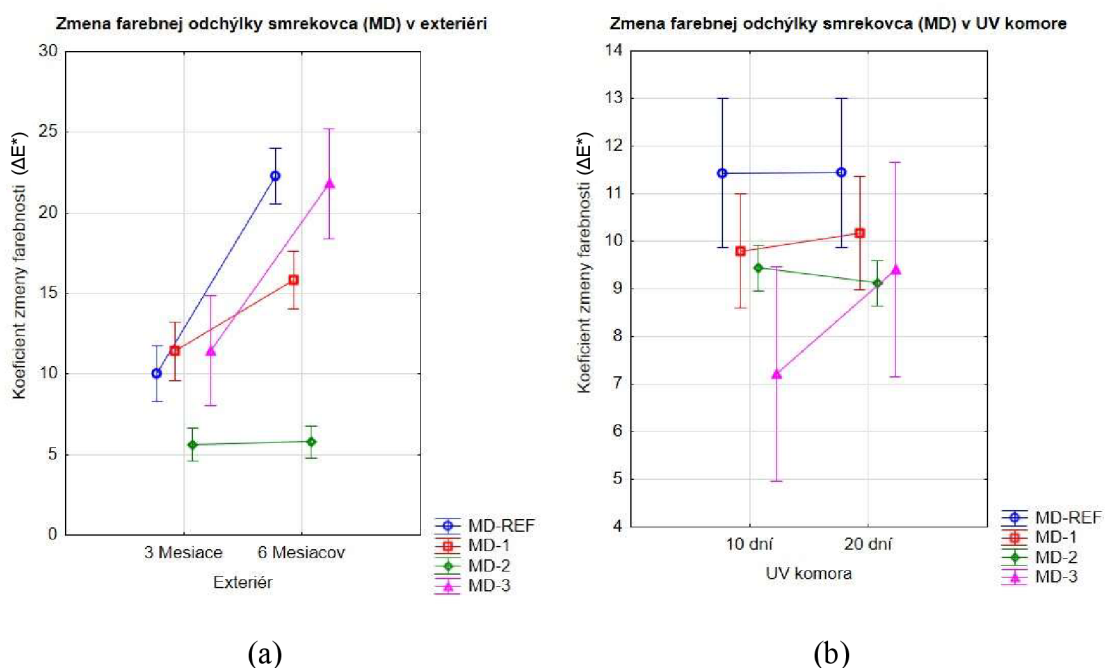 Zmena farebnej odchýlky smrekovca (MD) v exteriéri
30
25
20
15
10
5
0
Koeficient zmeny farebnosti (ΔE*)
3 Mesiace
6 Mesiacov
Exteriér
MD-REF
MD-1
MD-2
MD-3
(a)
Zmena farebnej odchýlky smrekovca (MD) v UV komore
14
13
12
11
10
9
8
7
6
5
4
Koeficient zmeny farebnosti (ΔE*)
10 dní
20 dní
UV komora
MD-REF
MD-1
MD-2
MD-3
(b)